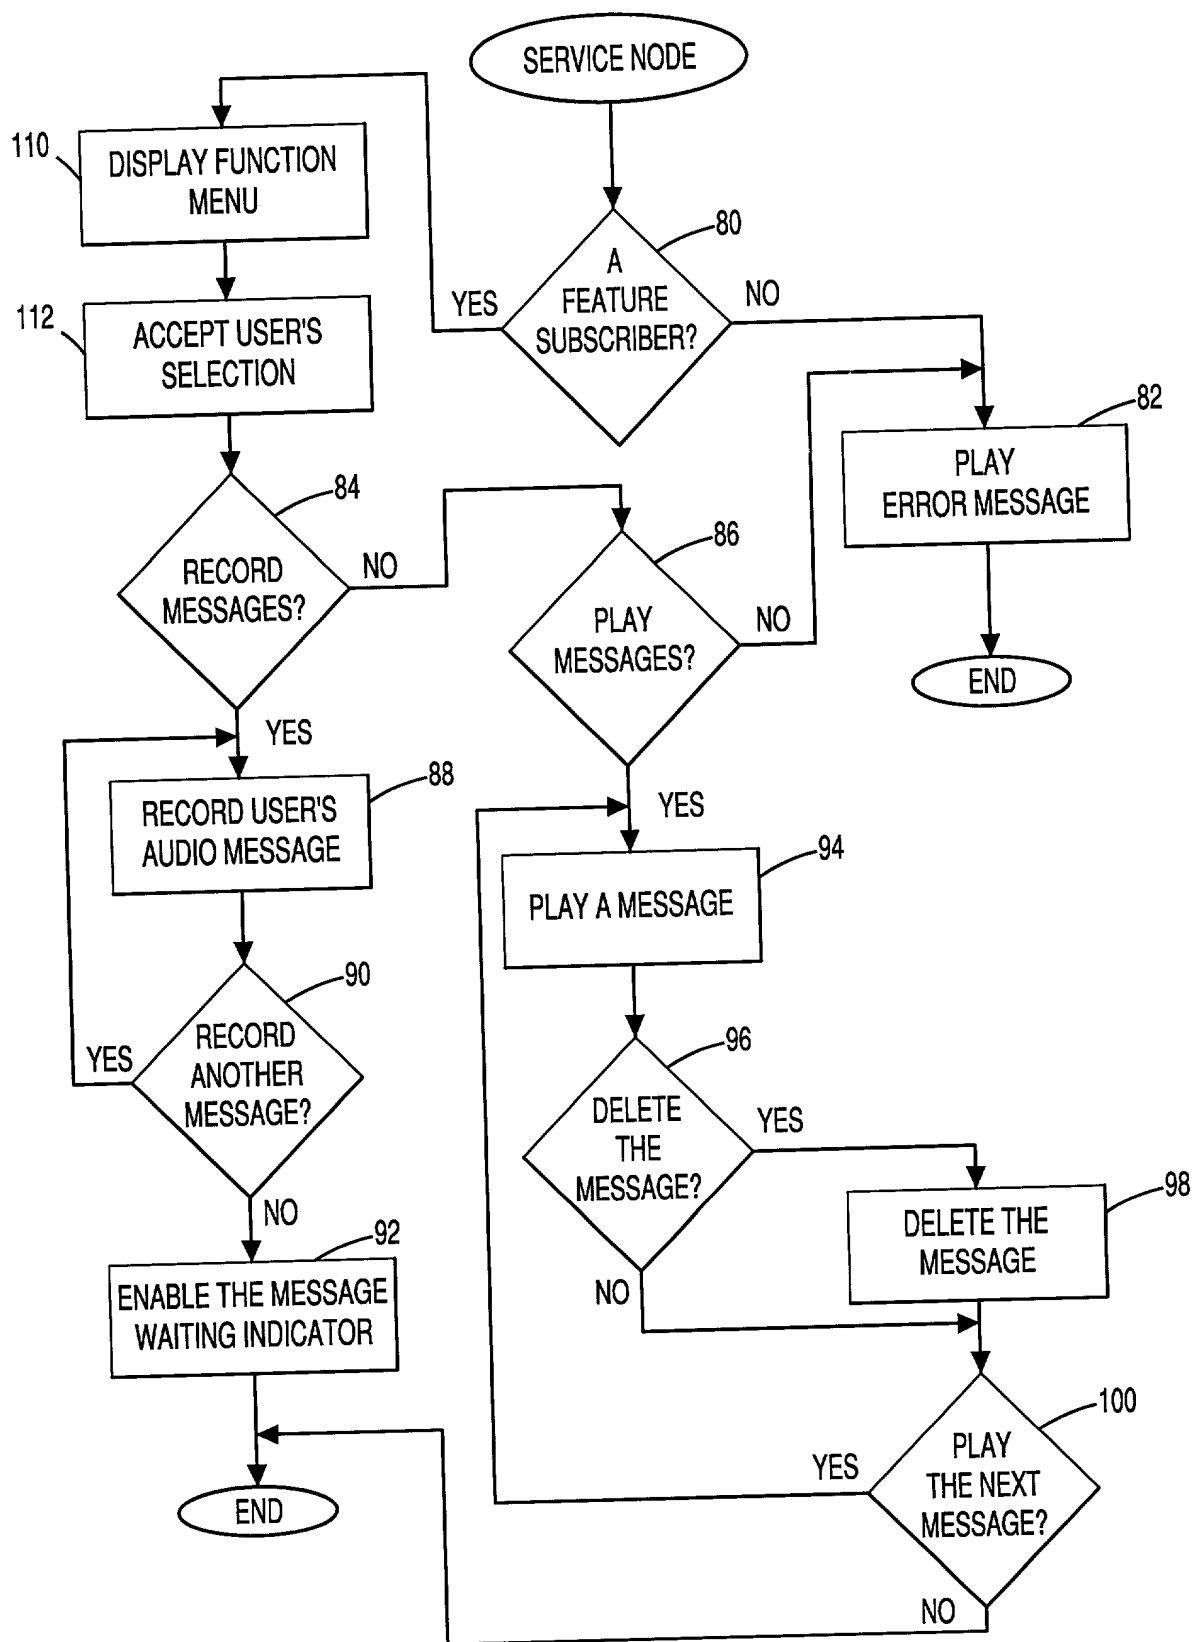 SERVICE NODE
110
DISPLAY FUNCTION
MENU
80
A
FEATURE
SUBSCRIBER?
YES
NO
112
ACCEPT USER'S
SELECTION
82
PLAY
ERROR MESSAGE
84
RECORD
MESSAGES?
NO
86
PLAY
MESSAGES?
NO
END
YES
88
RECORD USER'S
AUDIO MESSAGE
YES
94
PLAY A MESSAGE
90
RECORD
ANOTHER
MESSAGE?
YES
NO
96
DELETE
THE
MESSAGE?
YES
NO
98
DELETE THE
MESSAGE
92
ENABLE THE MESSAGE
WAITING INDICATOR
END
100
PLAY
THE NEXT
MESSAGE?
YES
NO